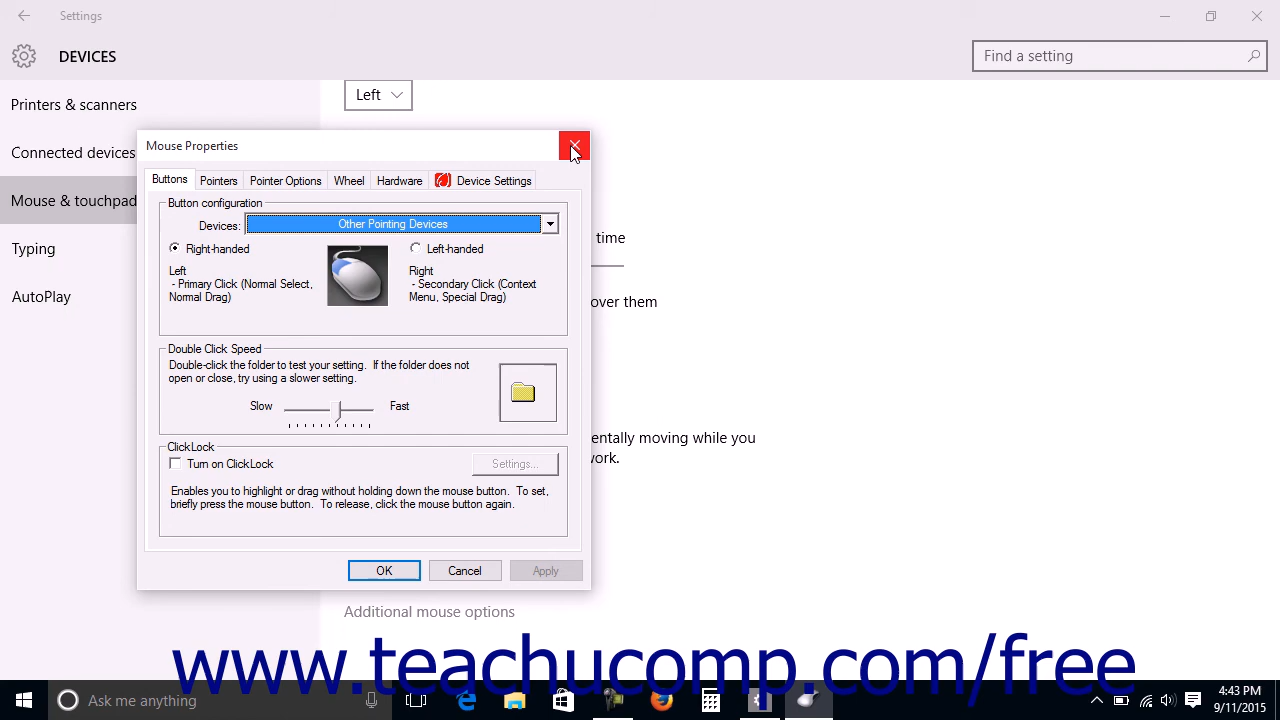 Settings
DEVICES
Find a setting
Printers & scanners
Connected devices
Mouse & touchpad
Typing
AutoPlay
Left
Mouse Properties
Buttons Pointers Pointer Options Wheel Hardware Device Settings
Button configuration
Devices: Other Pointing Devices
Right-handed
Left-handed
Left
- Primary Click (Normal Select,
Normal Drag)
Right
- Secondary Click (Context
Menu, Special Drag)
Double Click Speed
Double-click the folder to test your setting. If the folder does not
open or close, try using a slower setting.
Slow Fast
ClickLock
Turn on ClickLock
Settings...
Enables you to highlight or drag without holding down the mouse button. To set,
briefly press the mouse button. To release, click the mouse button again.
OK Cancel Apply
time
over them
entally moving while you
work.
Additional mouse options
www.teachucomp.com/free
Ask me anything
4:43 PM
9/11/2015